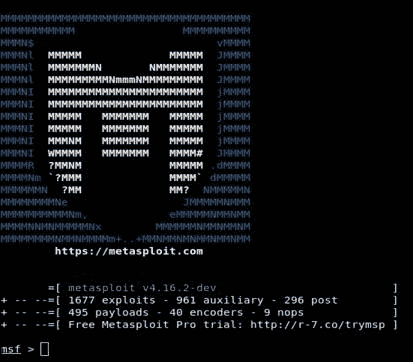 MMMMMMMMMMMMMMMMMMMMMMMMMMMMMMMMMMMMM
MMMMMMMMMMM                MMMMMMMMMM
MMMN$                           vMMMM
MMMNl  MMMMM             MMMMM  JMMMM
MMMNl  MMMMMMMN       NMMMMMMM  JMMMM
MMMNl  MMMMMMMMMNmmmNMMMMMMMMM  JMMMM
MMMNI  MMMMMMMMMMMMMMMMMMMMMMM  jMMMM
MMMNI  MMMMMMMMMMMMMMMMMMMMMMM  jMMMM
MMMNI  MMMMM   MMMMMMM   MMMMM  jMMMM
MMMNI  MMMMM   MMMMMMM   MMMMM  jMMMM
MMMNI  MMMNM   MMMMMMM   MMMMM  jMMMM
MMMNI  WMMMM   MMMMMMM   MMMM#  JMMMM
MMMMR  ?MMNM             MMMMM .dMMMM
MMMMNm `?MMM             MMMM` dMMMMM
MMMMMMN  ?MM             MM?  NMMMMMN
MMMMMMMMNe                 JMMMMMNMMM
MMMMMMMMMMNm,            eMMMMMNMMNMM
MMMMNNMNMMMMMNx        MMMMMMNMMNMMNM
MMMMMMMMNMMNMMMMm+..+MMNMMNMNMMNMMNMM
https://metasploit.com
=[ metasploit v4.16.2-dev ]
+ -- --=[ 1677 exploits - 961 auxiliary - 296 post ]
+ -- --=[ 495 payloads - 40 encoders - 9 nops ]
+ -- --=[ Free Metasploit Pro trial: http://r-7.co/trymsp ]
msf >